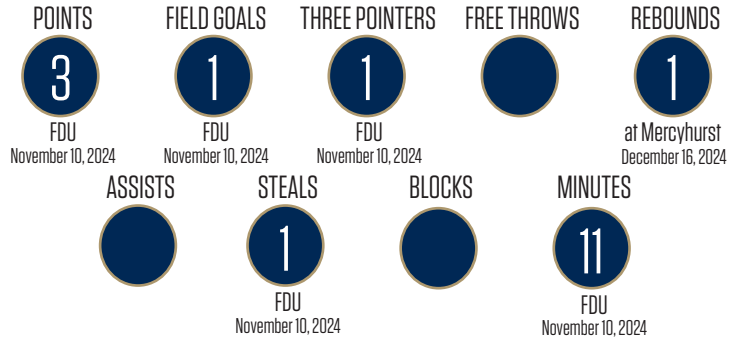 POINTS FIELD GOALS THREE POINTERS FREE THROWS REBOUNDS
3 1 1 1
FDU FDU FDU at Mercyhurst
November 10, 2024 November 10, 2024 November 10, 2024 December 16, 2024
ASSISTS STEALS BLOCKS MINUTES
1 11
FDU FDU
November 10, 2024 November 10, 2024